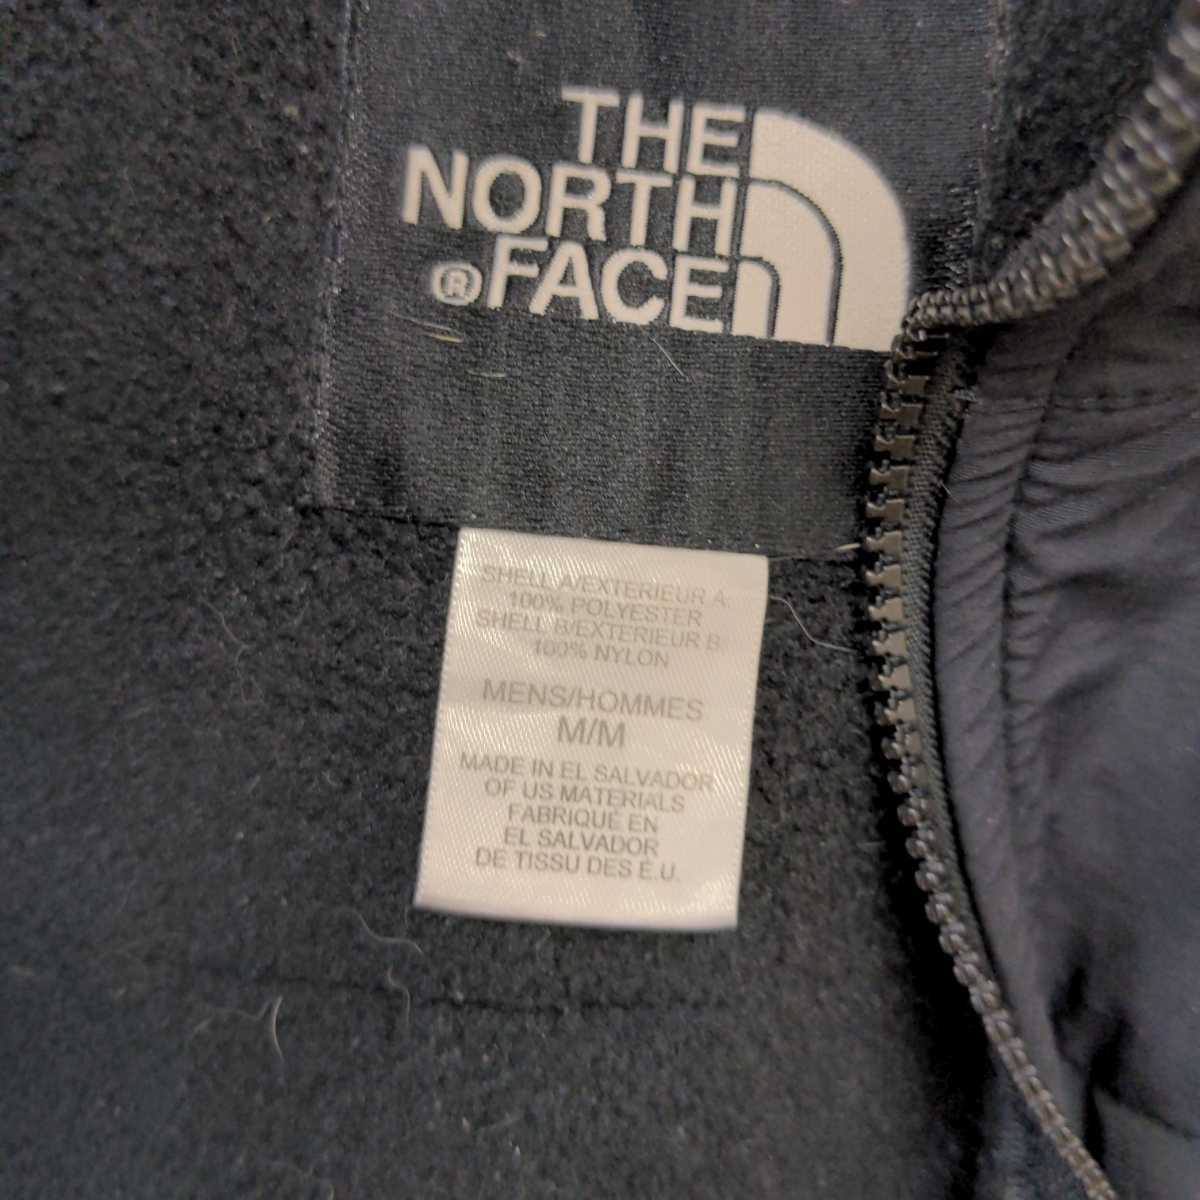 THE
NORTH
®FACE
SHELL A/EXTERIEUR A:
100% POLYESTER
SHELL B/EXTERIEUR B:
100% NYLON
MENS/HOMMES
M/M
MADE IN EL SALVADOR
OF US MATERIALS
FABRIQUÉ EN
EL SALVADOR
DE TISSU DES É.U.